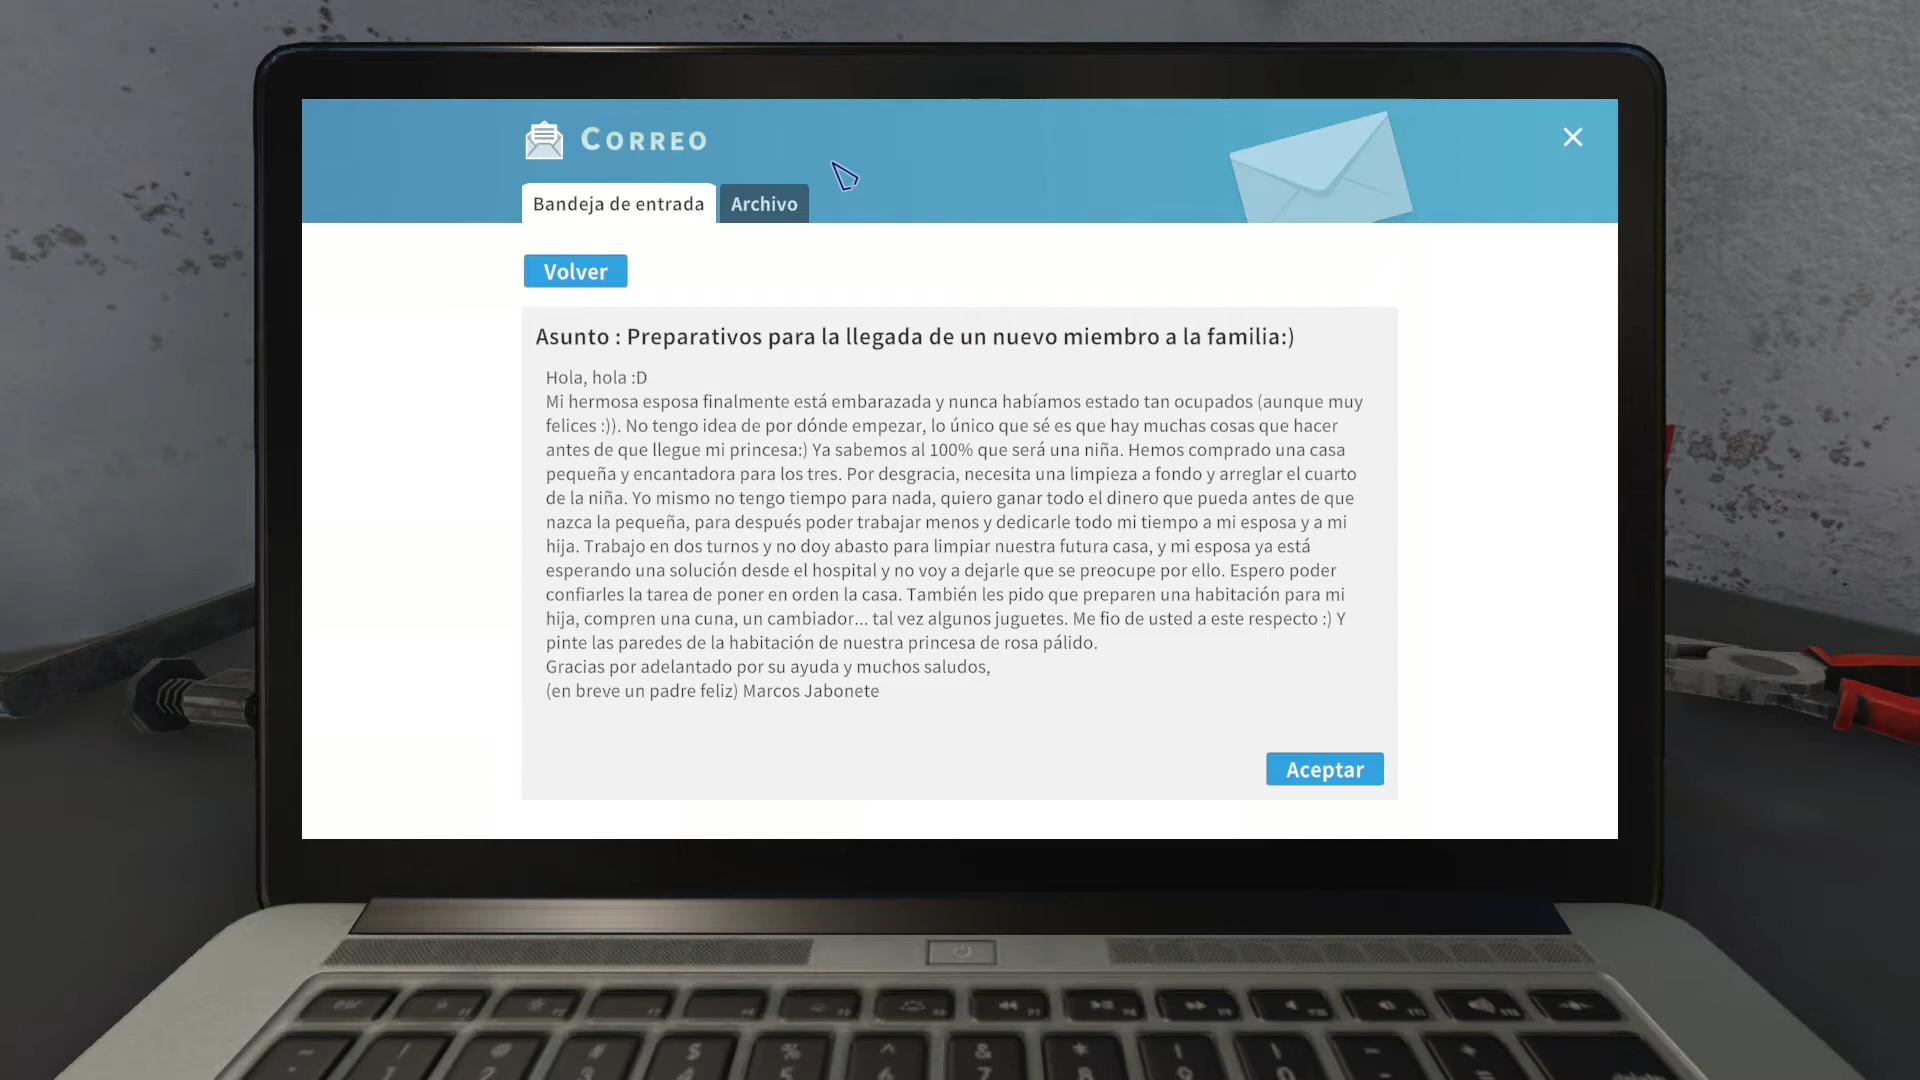 CORREO
Bandeja de entrada Archivo
Volver
Asunto : Preparativos para la llegada de un nuevo miembro a la familia:)
Hola, hola :D
Mi hermosa esposa finalmente está embarazada y nunca habíamos estado tan ocupados (aunque muy
felices :)). No tengo idea de por dónde empezar, lo único que sé es que hay muchas cosas que hacer
antes de que llegue mi princesa:) Ya sabemos al 100% que será una niña. Hemos comprado una casa
pequeña y encantadora para los tres. Por desgracia, necesita una limpieza a fondo y arreglar el cuarto
de la niña. Yo mismo no tengo tiempo para nada, quiero ganar todo el dinero que pueda antes de que
nazca la pequeña, para después poder trabajar menos y dedicarle todo mi tiempo a mi esposa y a mi
hija. Trabajo en dos turnos y no doy abasto para limpiar nuestra futura casa, y mi esposa ya está
esperando una solución desde el hospital y no voy a dejarle que se preocupe por ello. Espero poder
confiarles la tarea de poner en orden la casa. También les pido que preparen una habitación para mi
hija, compren una cuna, un cambiador... tal vez algunos juguetes. Me fio de usted a este respecto :) Y
pinte las paredes de la habitación de nuestra princesa de rosa pálido.
Gracias por adelantado por su ayuda y muchos saludos,
(en breve un padre feliz) Marcos Jabonete
Aceptar